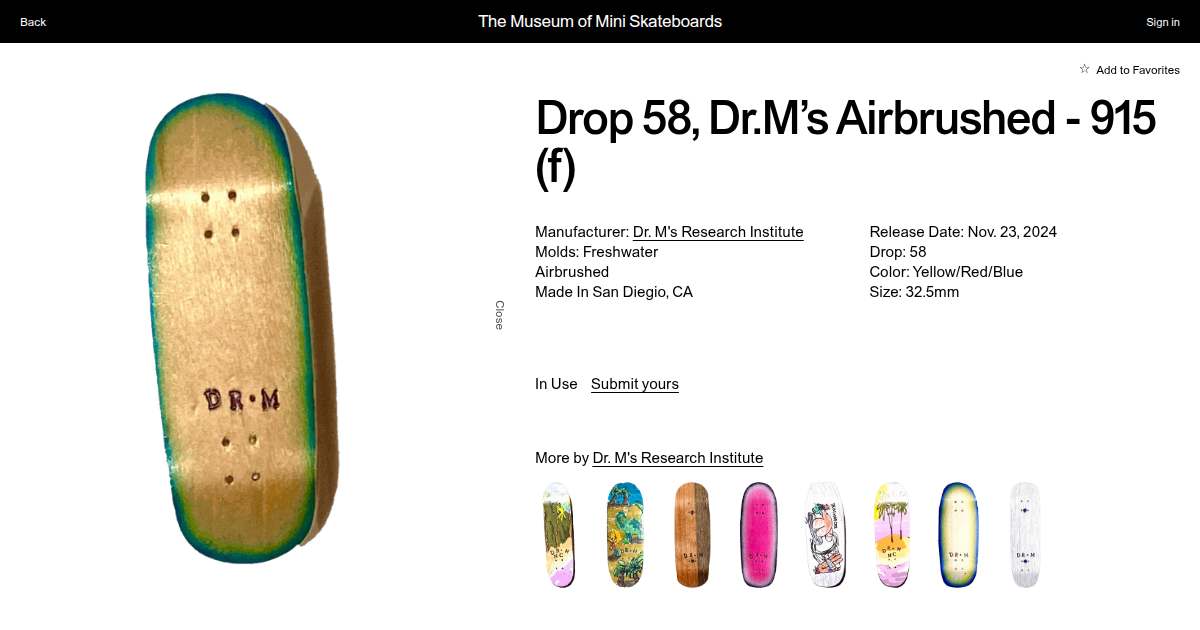 Back
The Museum of Mini Skateboards
Sign in
☆ Add to Favorites
Drop 58, Dr.M’s Airbrushed - 915
(f)
Manufacturer: Dr. M's Research Institute
Molds: Freshwater
Airbrushed
Made In San Diegio, CA
Release Date: Nov. 23, 2024
Drop: 58
Color: Yellow/Red/Blue
Size: 32.5mm
Close
DR•M
In Use Submit yours
More by Dr. M's Research Institute